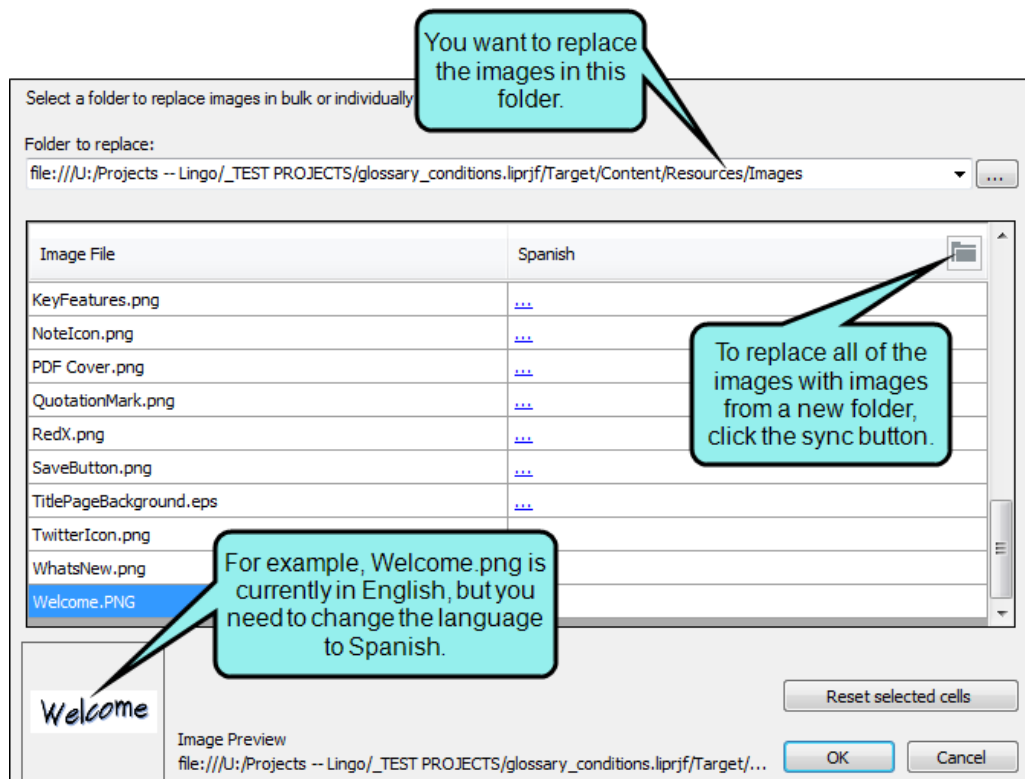 You want to replace
the images in this
folder.
Select a folder to replace images in bulk or individually
Folder to replace:
file:///U:/Projects -- Lingo/_TEST PROJECTS/glossary_conditions.liprjf/Target/Content/Resources/Images
...
Image File Spanish
KeyFeatures.png ...
NoteIcon.png ...
PDF Cover.png ...
QuotationMark.png ...
RedX.png ...
SaveButton.png ...
TitlePageBackground.eps ...
TwitterIcon.png
WhatsNew.png
Welcome.PNG
To replace all of the
images with images
from a new folder,
click the sync button.
For example, Welcome.png is
currently in English, but you
need to change the language
to Spanish.
Welcome
Reset selected cells
Image Preview
file:///U:/Projects -- Lingo/_TEST PROJECTS/glossary_conditions.liprjf/Target/...
OK Cancel